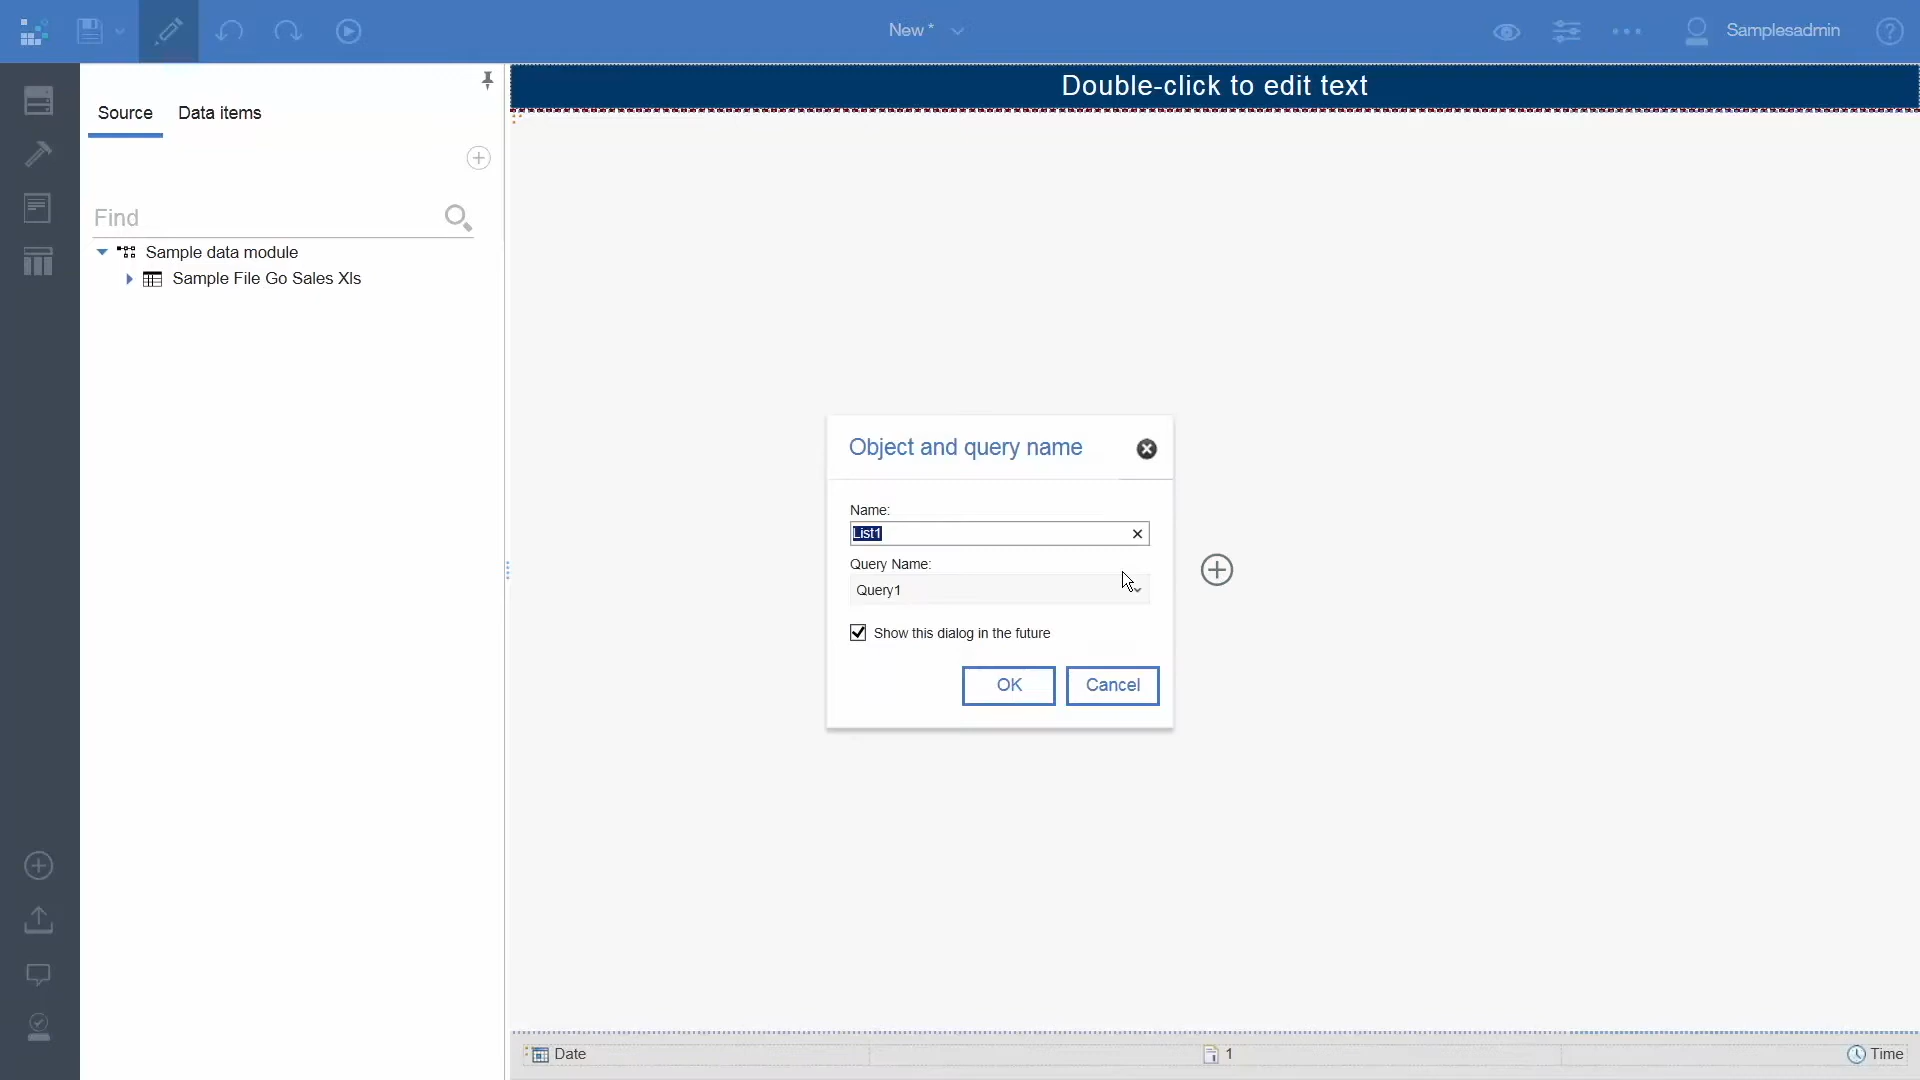 New *
Samplesadmin
?
Source
Data items
Double-click to edit text
Find
Sample data module
Sample File Go Sales Xls
Object and query name
Name:
List1
Query Name:
Query1
Show this dialog in the future
OK
Cancel
Date
1
Time